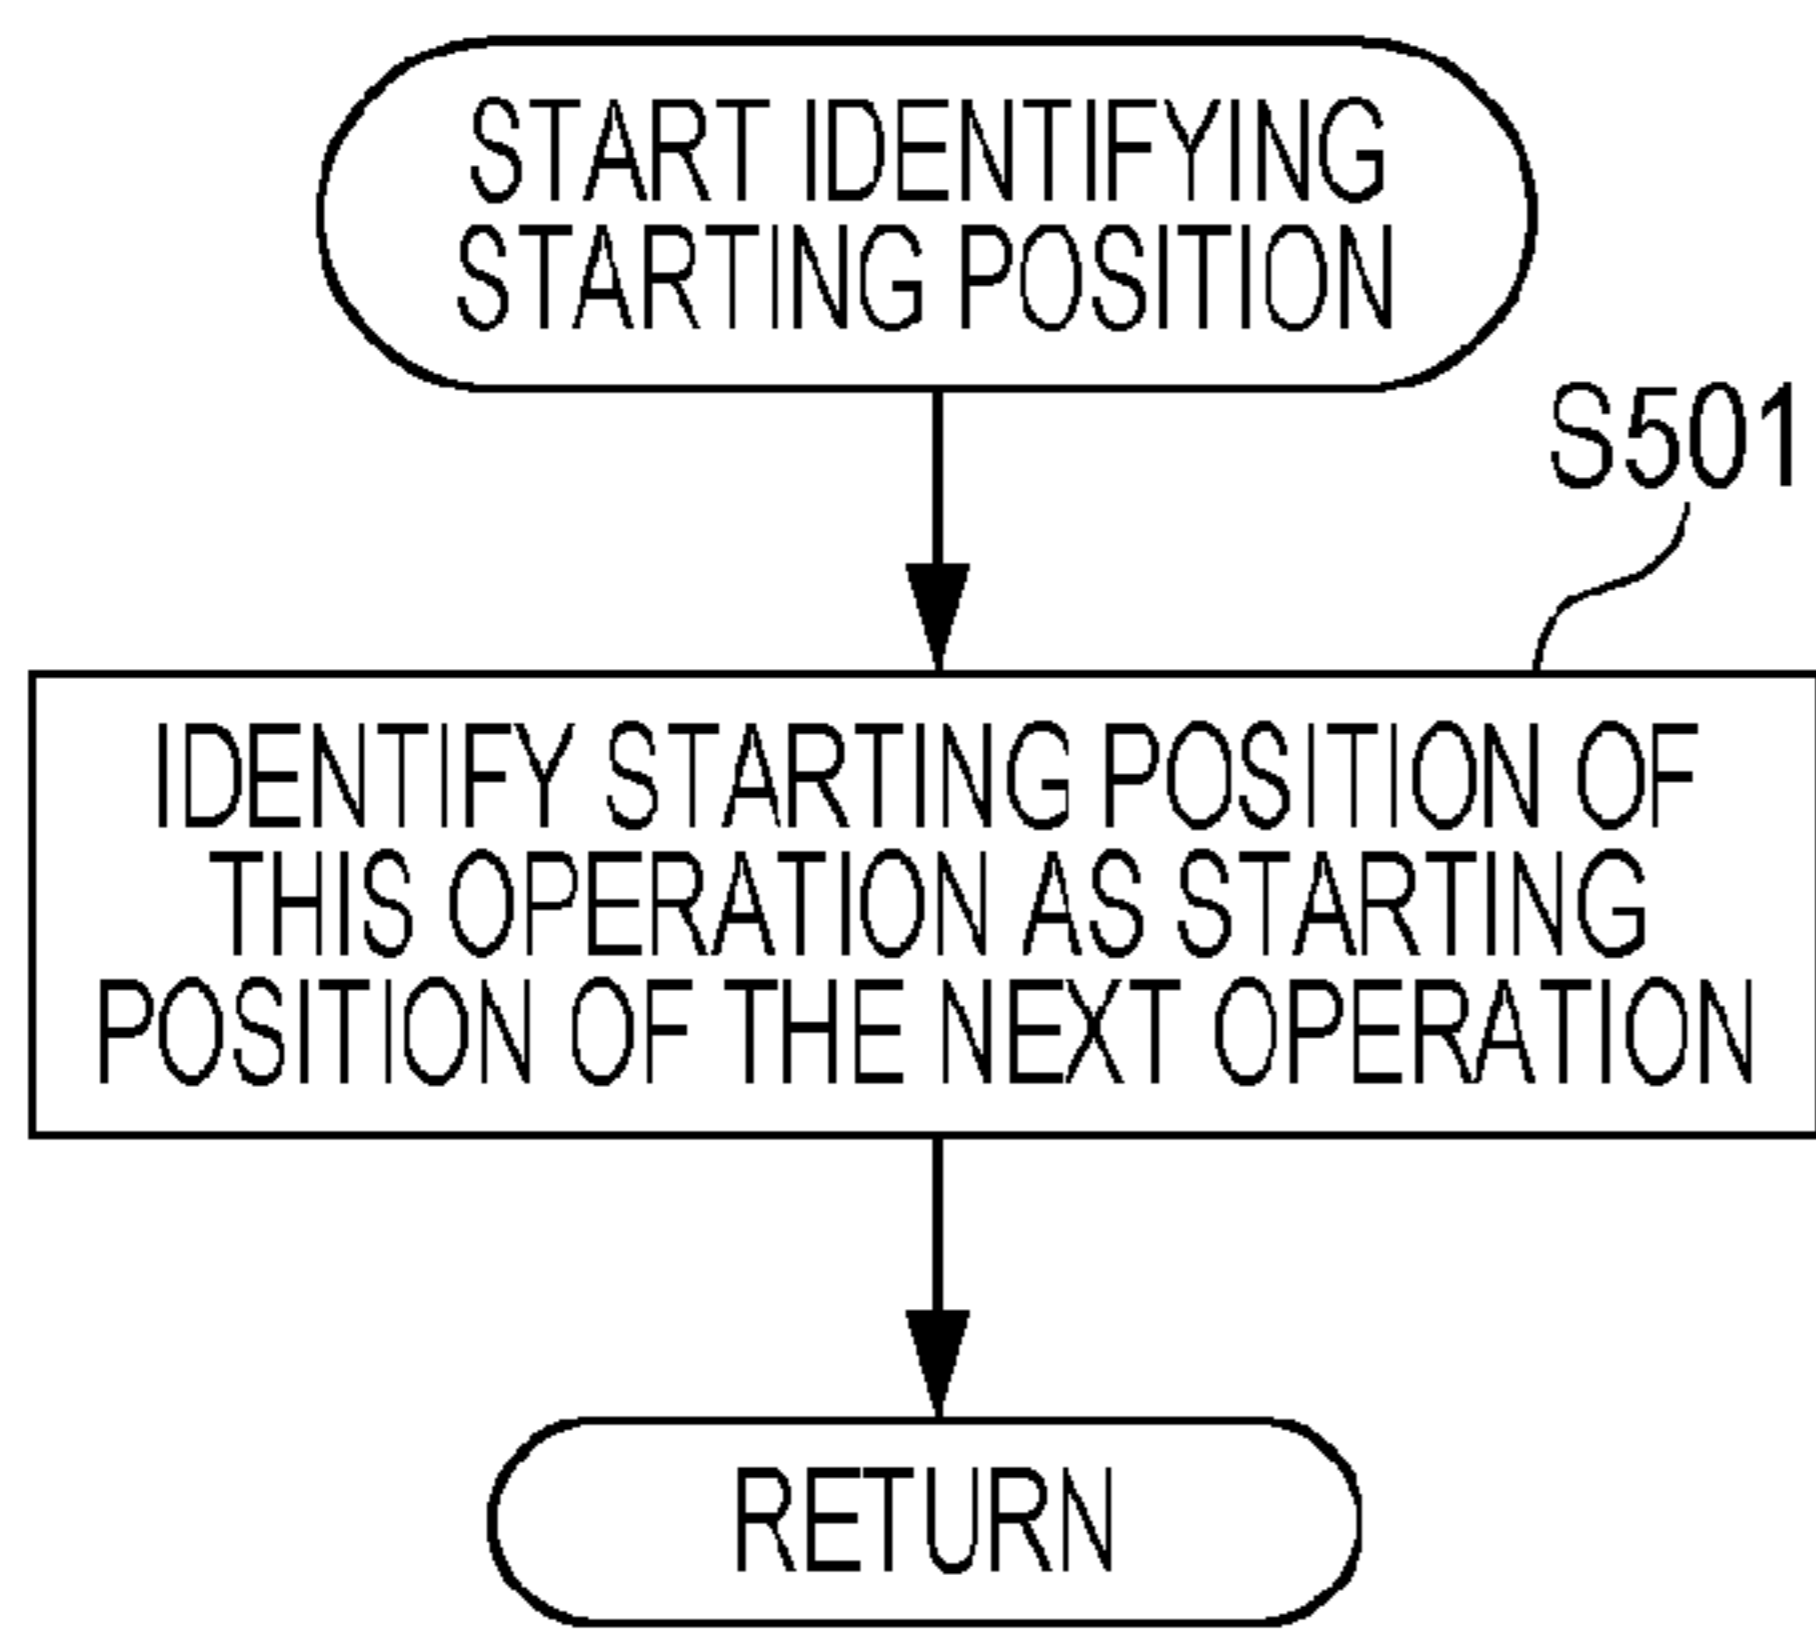 START IDENTIFYING
STARTING POSITION
S501
IDENTIFY STARTING POSITION OF
THIS OPERATION AS STARTING
POSITION OF THE NEXT OPERATION
RETURN